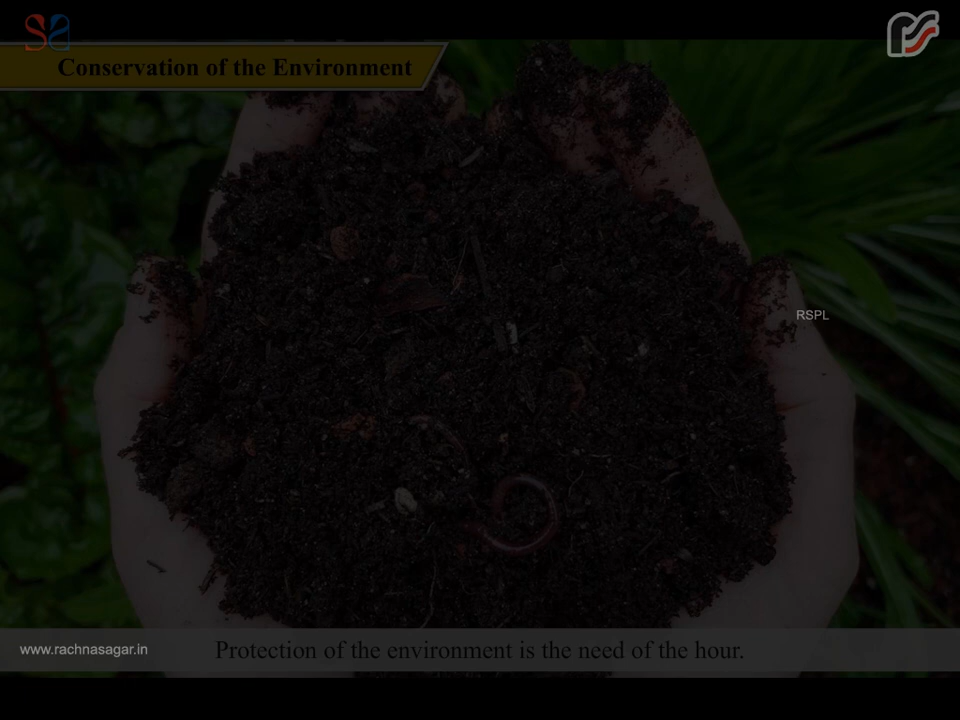 Conservation of the Environment
RSPL
www.rachnasagar.in
Protection of the environment is the need of the hour.